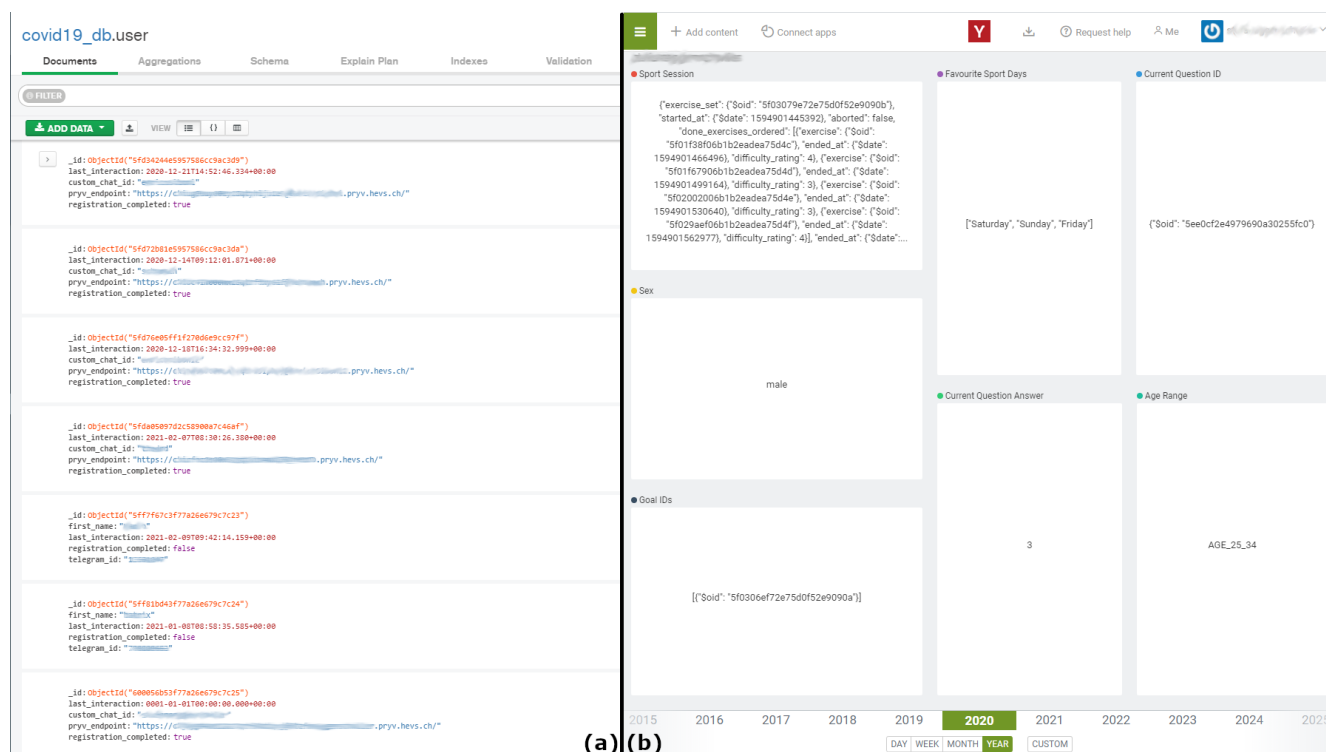 covid19_db.user
Documents Aggregations Schema Explain Plan Indexes Validation
FILTER
ADD DATA VIEW {}
_id: ObjectId("5fd34244e5957586cc9ac3d9")
last_interaction: 2020-12-21T14:52:46.334+00:00
custom_chat_id: "
pryv_endpoint: "https://c .pryv.hevs.ch/"
registration_completed: true
_id: ObjectId("5fd72b81e5957586cc9ac3da")
last_interaction: 2020-12-14T09:12:01.871+00:00
custom_chat_id: "
pryv_endpoint: "https://c .pryv.hevs.ch/"
registration_completed: true
_id: ObjectId("5fd76e05ff1f270d6e9cc97f")
last_interaction: 2020-12-18T16:34:32.999+00:00
custom_chat_id: "
pryv_endpoint: "https://c .pryv.hevs.ch/"
registration_completed: true
_id: ObjectId("5fda05097d2c58900a7c46af")
last_interaction: 2021-02-07T08:30:26.380+00:00
custom_chat_id: "
pryv_endpoint: "https://c .pryv.hevs.ch/"
registration_completed: true
_id: ObjectId("5ff7f67c3f77a26e679c7c23")
first_name: "
last_interaction: 2021-02-09T09:42:14.159+00:00
registration_completed: false
telegram_id: "
_id: ObjectId("5ff81bd43f77a26e679c7c24")
first_name: "
last_interaction: 2021-01-08T08:58:35.585+00:00
registration_completed: false
telegram_id: "
_id: ObjectId("600056b53f77a26e679c7c25")
last_interaction: 0001-01-01T00:00:00.000+00:00
custom_chat_id: "
pryv_endpoint: "https://c .pryv.hevs.ch/"
registration_completed: true
(a)
Add content Connect apps Y Request help Me
Sport Session
{"exercise_set": {"$oid": "5f03079e72e75d0f52e9090b"},
"started_at": {"$date": 1594901445392}, "aborted": false,
"done_exercises_ordered": [{"exercise": {"$oid":
"5f01f38f06b1b2eadea75d4c"}, "ended_at": {"$date":
1594901466496}, "difficulty_rating": 4}, {"exercise": {"$oid":
"5f01f67906b1b2eadea75d4d"}, "ended_at": {"$date":
1594901499164}, "difficulty_rating": 3}, {"exercise": {"$oid":
"5f02002006b1b2eadea75d4e"}, "ended_at": {"$date":
1594901530640}, "difficulty_rating": 3}, {"exercise": {"$oid":
"5f029aef06b1b2eadea75d4f"}, "ended_at": {"$date":
1594901562977}, "difficulty_rating": 4}], "ended_at": {"$date":...
Favourite Sport Days
["Saturday", "Sunday", "Friday"]
Current Question ID
{"$oid": "5ee0cf2e4979690a30255fc0"}
Sex
male
Current Question Answer
3
Age Range
AGE_25_34
Goal IDs
[{"$oid": "5f0306ef72e75d0f52e9090a"}]
2015 2016 2017 2018 2019 2020 2021 2022 2023 2024 2025
DAY WEEK MONTH YEAR CUSTOM
(b)